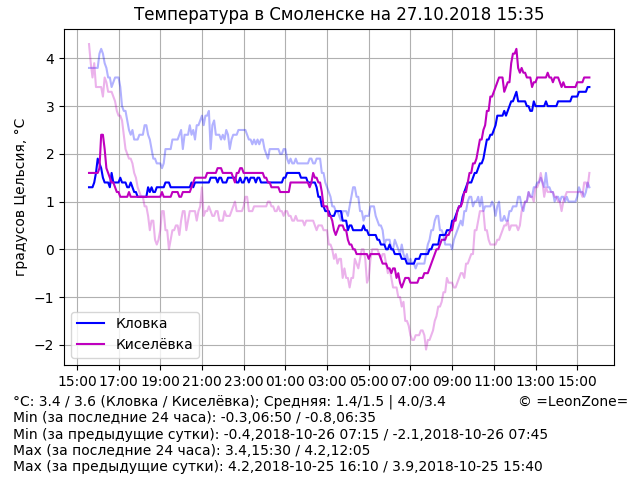 Температура в Смоленске на 27.10.2018 15:35
градусов Цельсия, °C
4
3
2
1
0
−1
−2
Кловка
Киселёвка
15:00 17:00 19:00 21:00 23:00 01:00 03:00 05:00 07:00 09:00 11:00 13:00 15:00
°C: 3.4 / 3.6 (Кловка / Киселёвка); Средняя: 1.4/1.5 | 4.0/3.4 © =LeonZone=
Min (за последние 24 часа): -0.3,06:50 / -0.8,06:35
Min (за предыдущие сутки): -0.4,2018-10-26 07:15 / -2.1,2018-10-26 07:45
Max (за последние 24 часа): 3.4,15:30 / 4.2,12:05
Max (за предыдущие сутки): 4.2,2018-10-25 16:10 / 3.9,2018-10-25 15:40